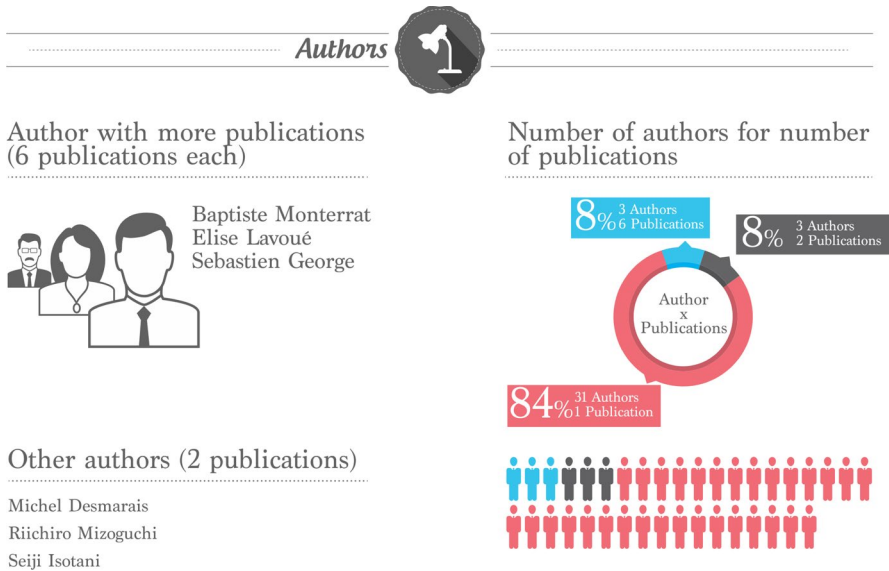 Authors
Author with more publications
(6 publications each)
Baptiste Monterrat
Elise Lavoué
Sebastien George
Other authors (2 publications)
Michel Desmarais
Riichiro Mizoguchi
Seiji Isotani
Number of authors for number
of publications
8% 3 Authors
6 Publications
8% 3 Authors
2 Publications
Author
x
Publications
84% 31 Authors
1 Publication